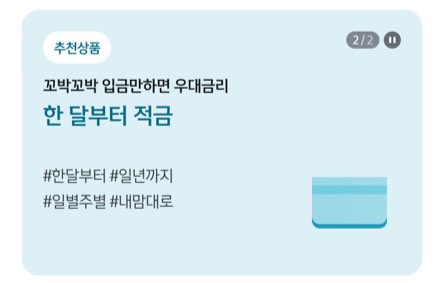 추천상품
2/2
꼬박꼬박 입금만하면 우대금리
한 달부터 적금
#한달부터 #일년까지
#일별주별 #내맘대로